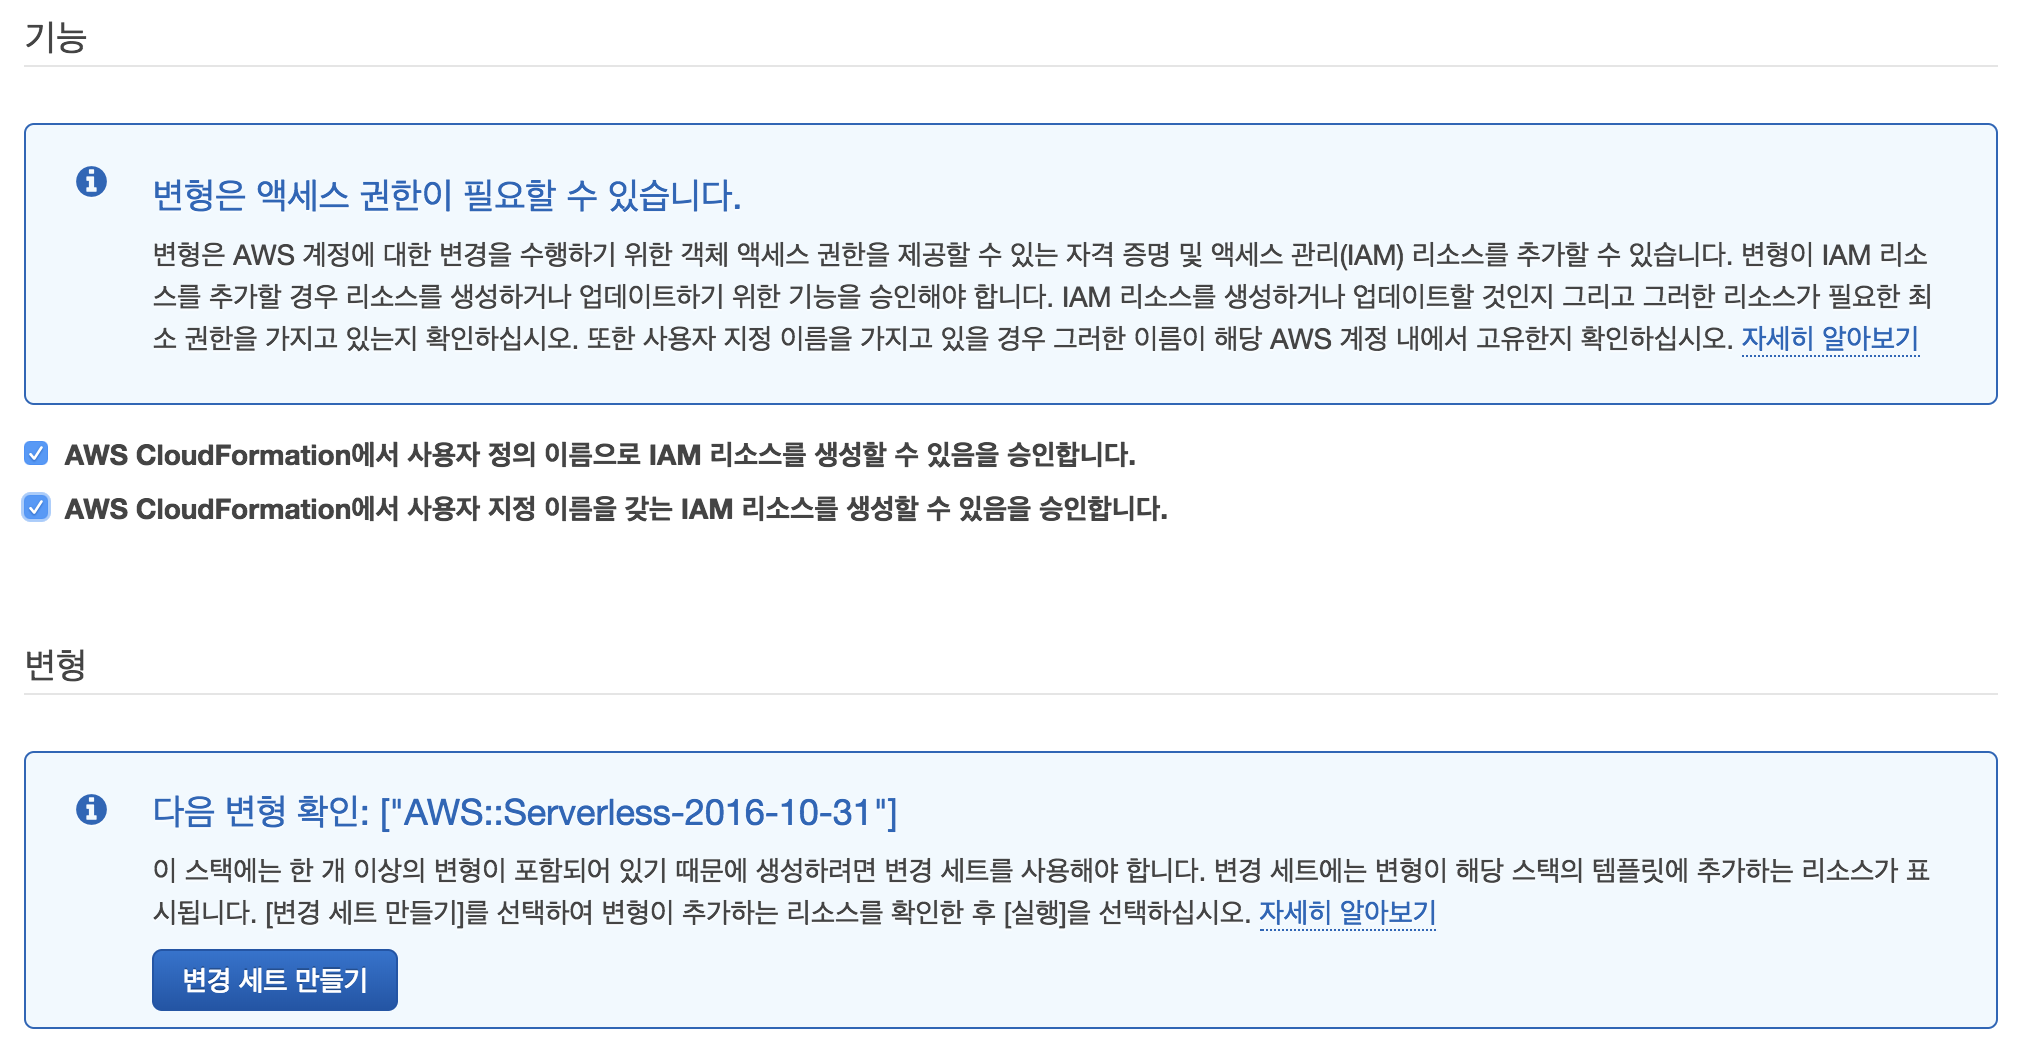 기능
변형은 액세스 권한이 필요할 수 있습니다.
변형은 AWS 계정에 대한 변경을 수행하기 위한 객체 액세스 권한을 제공할 수 있는 자격 증명 및 액세스 관리(IAM) 리소스를 추가할 수 있습니다. 변형이 IAM 리소
스를 추가할 경우 리소스를 생성하거나 업데이트하기 위한 기능을 승인해야 합니다. IAM 리소스를 생성하거나 업데이트할 것인지 그리고 그러한 리소스가 필요한 최
소 권한을 가지고 있는지 확인하십시오. 또한 사용자 지정 이름을 가지고 있을 경우 그러한 이름이 해당 AWS 계정 내에서 고유한지 확인하십시오. 자세히 알아보기
AWS CloudFormation에서 사용자 정의 이름으로 IAM 리소스를 생성할 수 있음을 승인합니다.
AWS CloudFormation에서 사용자 지정 이름을 갖는 IAM 리소스를 생성할 수 있음을 승인합니다.
변형
다음 변형 확인: ["AWS::Serverless-2016-10-31"]
이 스택에는 한 개 이상의 변형이 포함되어 있기 때문에 생성하려면 변경 세트를 사용해야 합니다. 변경 세트에는 변형이 해당 스택의 템플릿에 추가하는 리소스가 표
시됩니다. [변경 세트 만들기]를 선택하여 변형이 추가하는 리소스를 확인한 후 [실행]을 선택하십시오. 자세히 알아보기
변경 세트 만들기